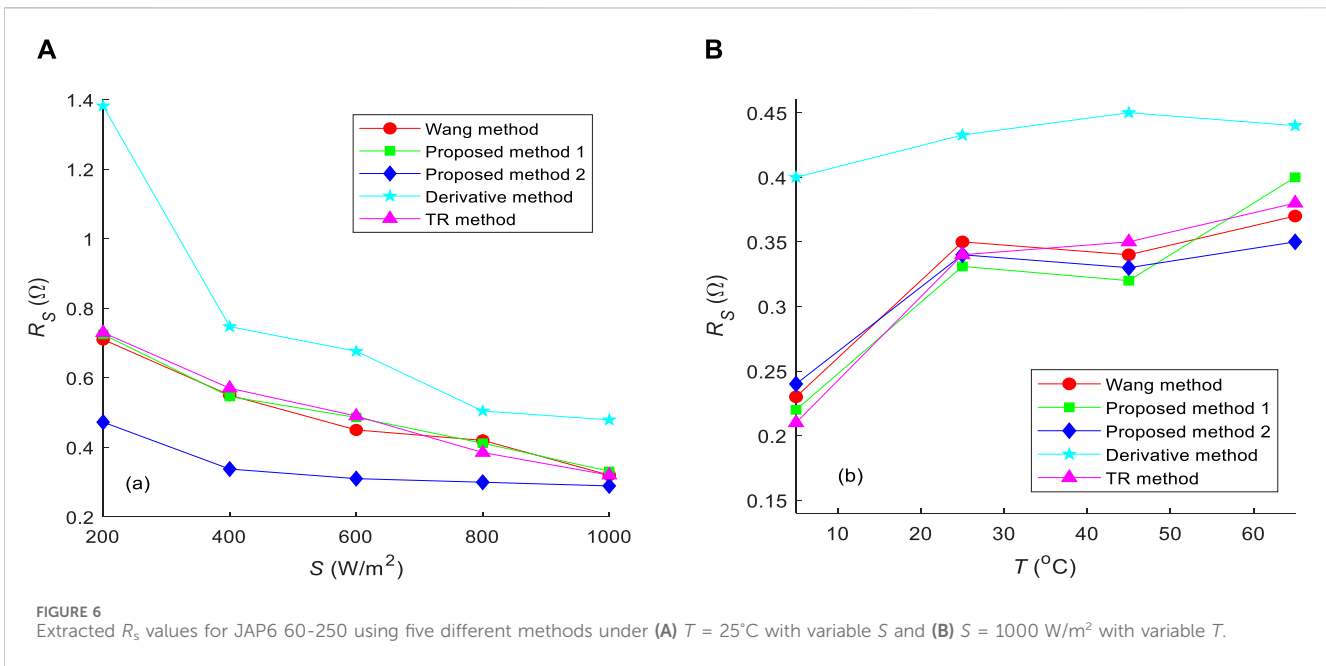 A
B
1.4
1.2
1
0.8
0.6
0.4
0.2
200
400
600
800
1000
R_S (Ω)
S (W/m²)
(a)
Wang method
Proposed method 1
Proposed method 2
Derivative method
TR method
0.45
0.4
0.35
0.3
0.25
0.2
0.15
10
20
30
40
50
60
R_S (Ω)
T (°C)
(b)
Wang method
Proposed method 1
Proposed method 2
Derivative method
TR method
FIGURE 6
Extracted Rₛ values for JAP6 60-250 using five different methods under (A) T = 25°C with variable S and (B) S = 1000 W/m² with variable T.